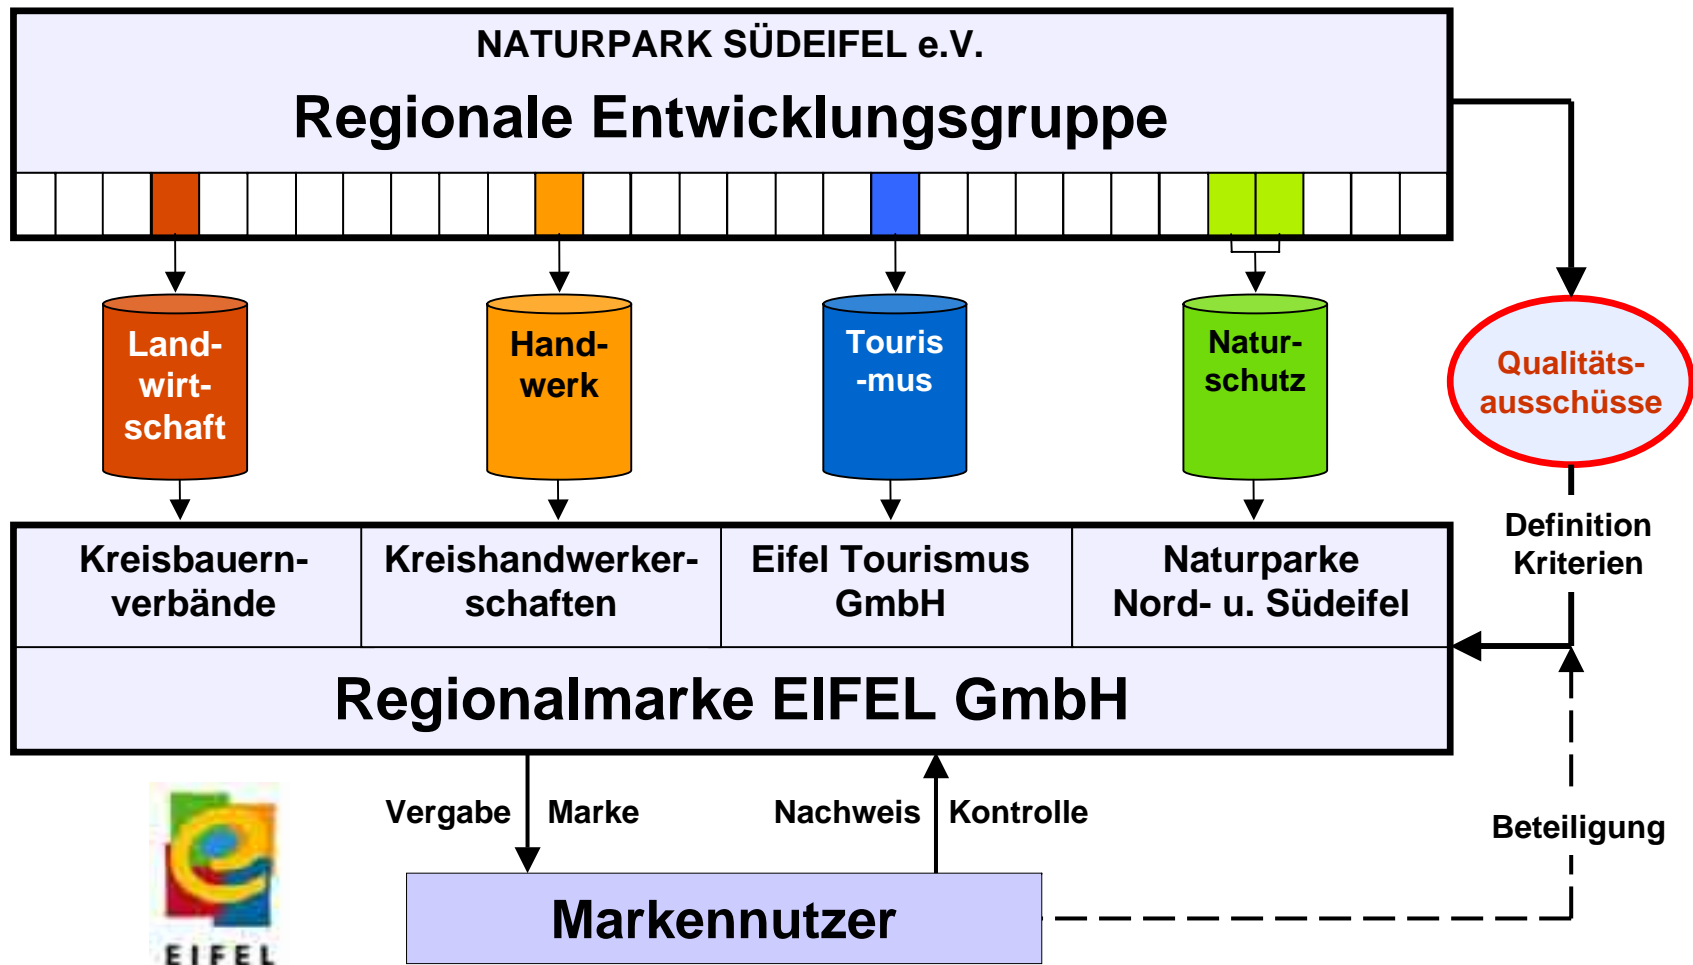 NATURPARK SÜDEIFEL e.V.
Regionale Entwicklungsgruppe
Land-
wirt-
schaft
Hand-
werk
Touris
-mus
Natur-
schutz
Qualitäts-
ausschüsse
Definition
Kriterien
Kreisbauern-
verbände
Kreishandwerker-
schaften
Eifel Tourismus
GmbH
Naturparke
Nord- u. Südeifel
Regionalmarke EIFEL GmbH
Vergabe Marke
Nachweis Kontrolle
Beteiligung
Markennutzer
e
EIFEL